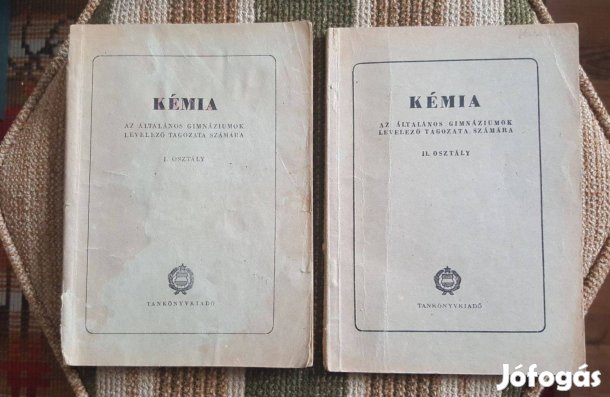 KÉMIA
AZ ÁLTALÁNOS GIMNÁZIUMOK
LEVELEZŐ TAGOZATA SZÁMÁRA
I. OSZTÁLY
TANKÖNYVKIADÓ
KÉMIA
AZ ÁLTALÁNOS GIMNÁZIUMOK
LEVELEZŐ TAGOZATA SZÁMÁRA
II. OSZTÁLY
TANKÖNYVKIADÓ
Jófogás